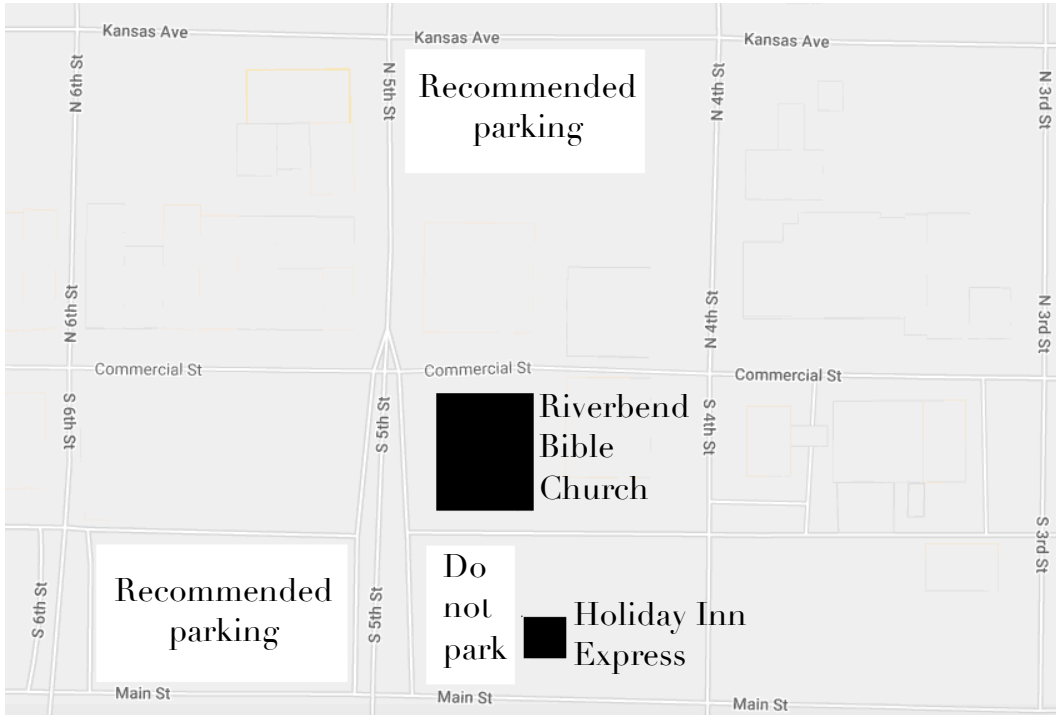 Kansas Ave
Kansas Ave
Kansas Ave
N 6th St
N 5th St
N 4th St
N 3rd St
Recommended
parking
N 6th St
N 4th St
N 3rd St
Commercial St
Commercial St
Commercial St
S 6th St
S 5th St
S 4th St
Riverbend
Bible
Church
S 3rd St
S 6th St
Recommended
parking
S 5th St
Do
not
park
Holiday Inn
Express
Main St
Main St
Main St